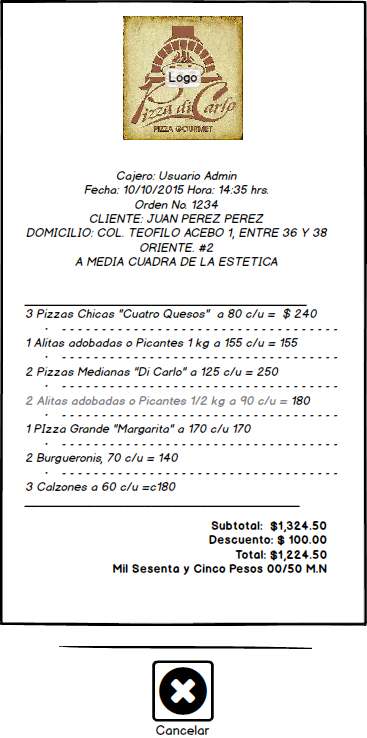 Logo
Pizza di Carlo
PIZZA GOURMET
Cajero: Usuario Admin
Fecha: 10/10/2015 Hora: 14:35 hrs.
Orden No. 1234
CLIENTE: JUAN PEREZ PEREZ
DOMICILIO: COL. TEOFILO ACEBO 1, ENTRE 36 Y 38
ORIENTE. #2
A MEDIA CUADRA DE LA ESTETICA
3 Pizzas Chicas "Cuatro Quesos" a 80 c/u = $ 240
1 Alitas adobadas o Picantes 1 kg a 155 c/u = 155
2 Pizzas Medianas "Di Carlo" a 125 c/u = 250
2 Alitas adobadas o Picantes 1/2 kg a 90 c/u = 180
1 PIzza Grande "Margarita" a 170 c/u 170
2 Burgueronis, 70 c/u = 140
3 Calzones a 60 c/u =c180
Subtotal: $1,324.50
Descuento: $ 100.00
Total: $1,224.50
Mil Sesenta y Cinco Pesos 00/50 M.N
Cancelar